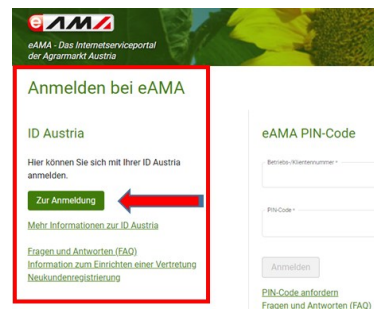 eAMA
eAMA - Das Internetserviceportal
der Agrarmarkt Austria
Anmelden bei eAMA
ID Austria
Hier können Sie sich mit Ihrer ID Austria
anmelden.
Zur Anmeldung
Mehr Informationen zur ID Austria
Fragen und Antworten (FAQ)
Information zum Einrichten einer Vertretung
Neukundenregistrierung
eAMA PIN-Code
Betriebs-/Klientennummer *
PIN-Code *
Anmelden
PIN-Code anfordern
Fragen und Antworten (FAQ)